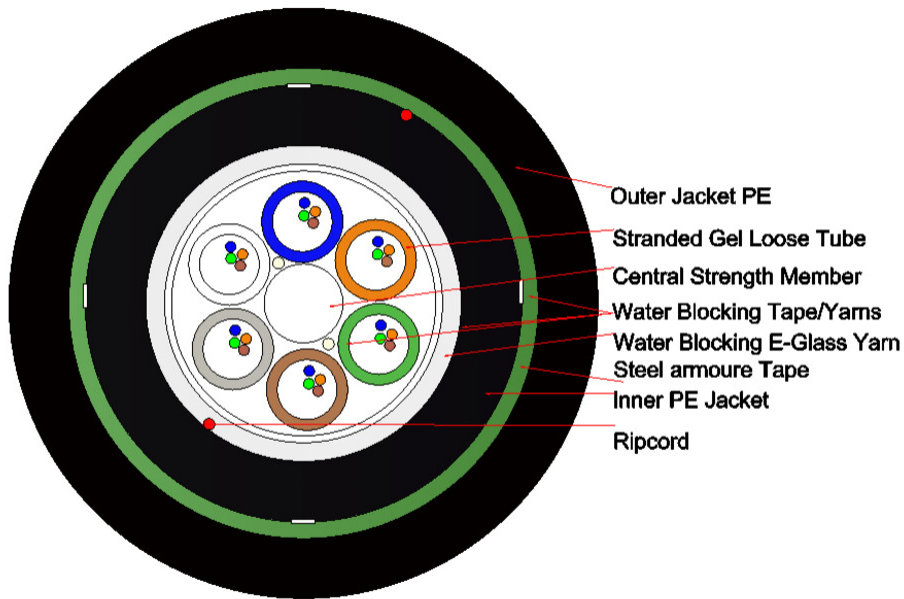 Outer Jacket PE
Stranded Gel Loose Tube
Central Strength Member
Water Blocking Tape/Yarns
Water Blocking E-Glass Yarn
Steel armoure Tape
Inner PE Jacket
Ripcord